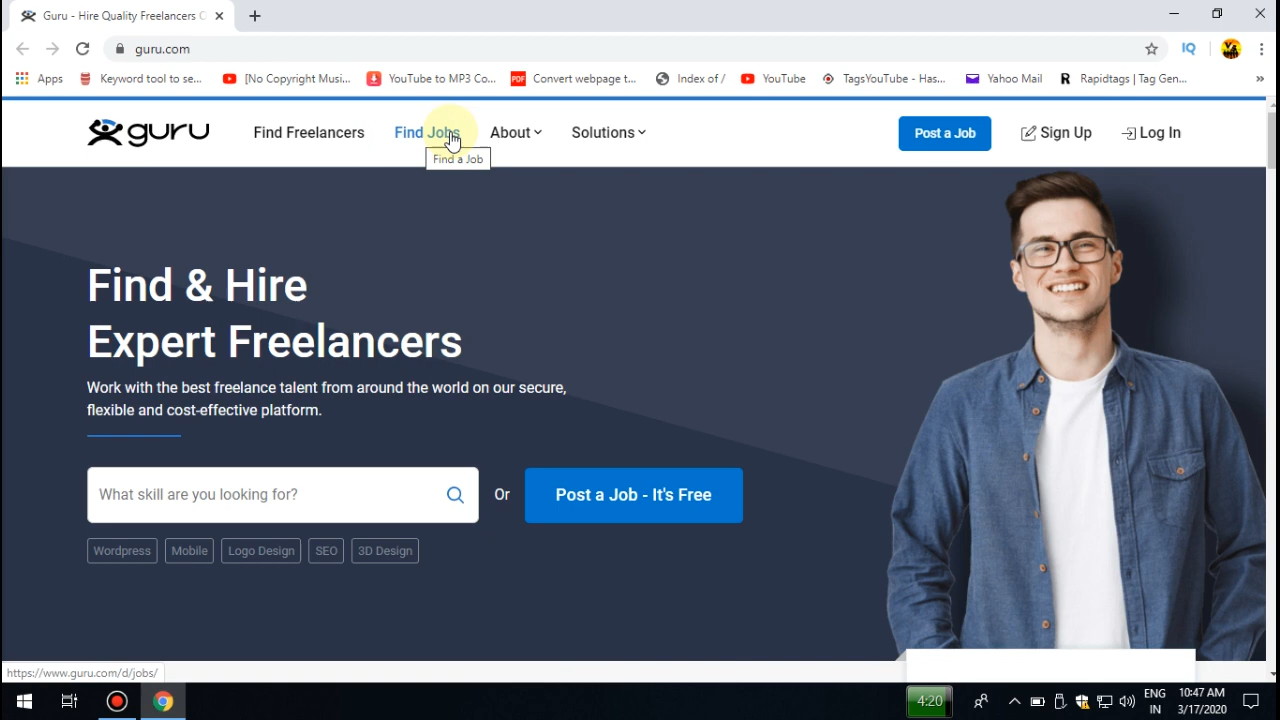 Guru - Hire Quality Freelancers
guru.com
Apps
Keyword tool to se...
[No Copyright Musi...
YouTube to MP3 Co...
PDF
Convert webpage t...
Index of /
YouTube
TagsYouTube - Has...
Yahoo Mail
R
Rapidtags | Tag Gen...
»
IQ
guru
Find Freelancers
Find Jobs
About
Solutions
Post a Job
Sign Up
Log In
Find a Job
Find & Hire
Expert Freelancers
Work with the best freelance talent from around the world on our secure,
flexible and cost-effective platform.
What skill are you looking for?
Or
Post a Job - It's Free
Wordpress
Mobile
Logo Design
SEO
3D Design
https://www.guru.com/d/jobs/
4:20
ENG
IN
10:47 AM
3/17/2020